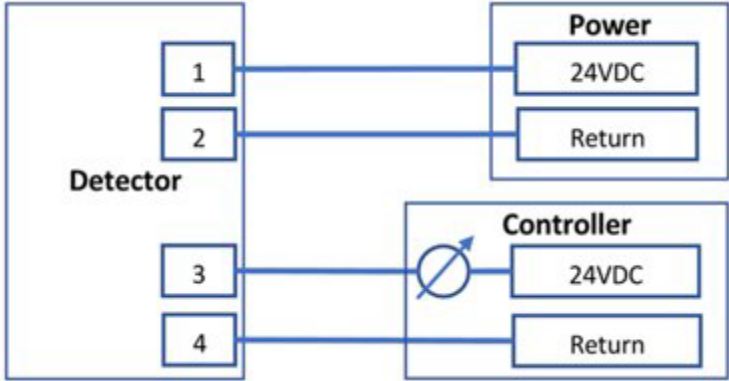 Power
1
24VDC
2
Return
Detector
Controller
3
24VDC
4
Return